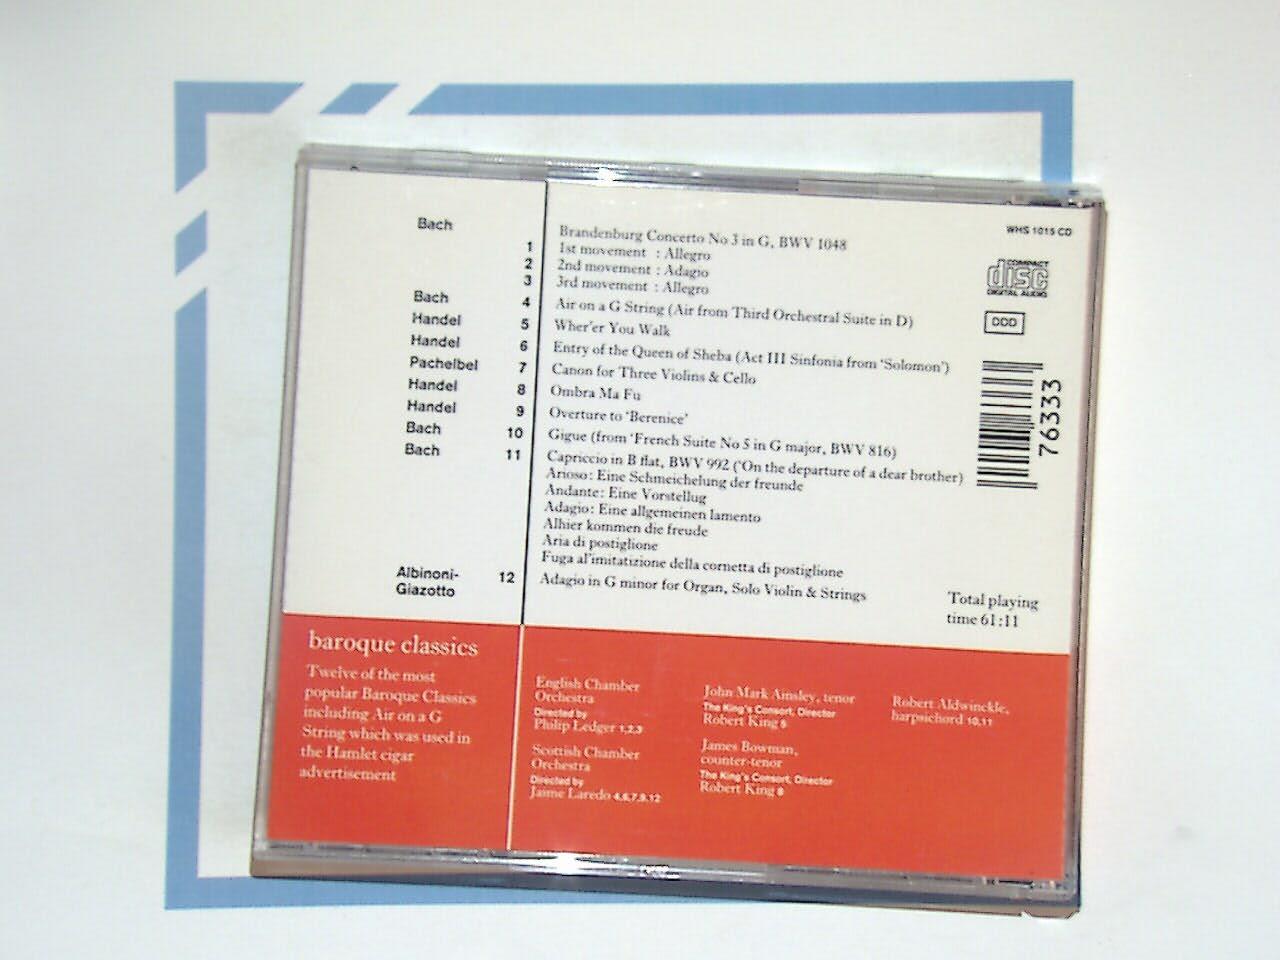 WHS 1015 CD
Bach Brandenburg Concerto No 3 in G, BWV 1048
1 1st movement : Allegro
2 2nd movement : Adagio
3 3rd movement : Allegro
Bach 4 Air on a G String (Air from Third Orchestral Suite in D)
Handel 5 Wher'er You Walk
Handel 6 Entry of the Queen of Sheba (Act III Sinfonia from 'Solomon')
Pachelbel 7 Canon for Three Violins & Cello
Handel 8 Ombra Ma Fu
Handel 9 Overture to 'Berenice'
Bach 10 Gigue (from 'French Suite No 5 in G major, BWV 816)
Bach 11 Capriccio in B flat, BWV 992 ('On the departure of a dear brother)
Arioso: Eine Schmeichelung der freunde
Andante: Eine Vorstellug
Adagio: Eine allgemeinen lamento
Alhier kommen die freude
Aria di postiglione
Fuga al'imitatizione della cornetta di postiglione
Albinoni-
Giazotto 12 Adagio in G minor for Organ, Solo Violin & Strings
COMPACT
disc
DIGITAL AUDIO
DDD
76333
Total playing
time 61:11
baroque classics
Twelve of the most
popular Baroque Classics
including Air on a G
String which was used in
the Hamlet cigar
advertisement
English Chamber
Orchestra
Directed by
Philip Ledger 1,2,3
Scottish Chamber
Orchestra
Directed by
Jaime Laredo 4,6,7,9,12
John Mark Ainsley, tenor
The King's Consort, Director
Robert King 5
James Bowman,
counter-tenor
The King's Consort, Director
Robert King 8
Robert Aldwinckle,
harpsichord 10,11